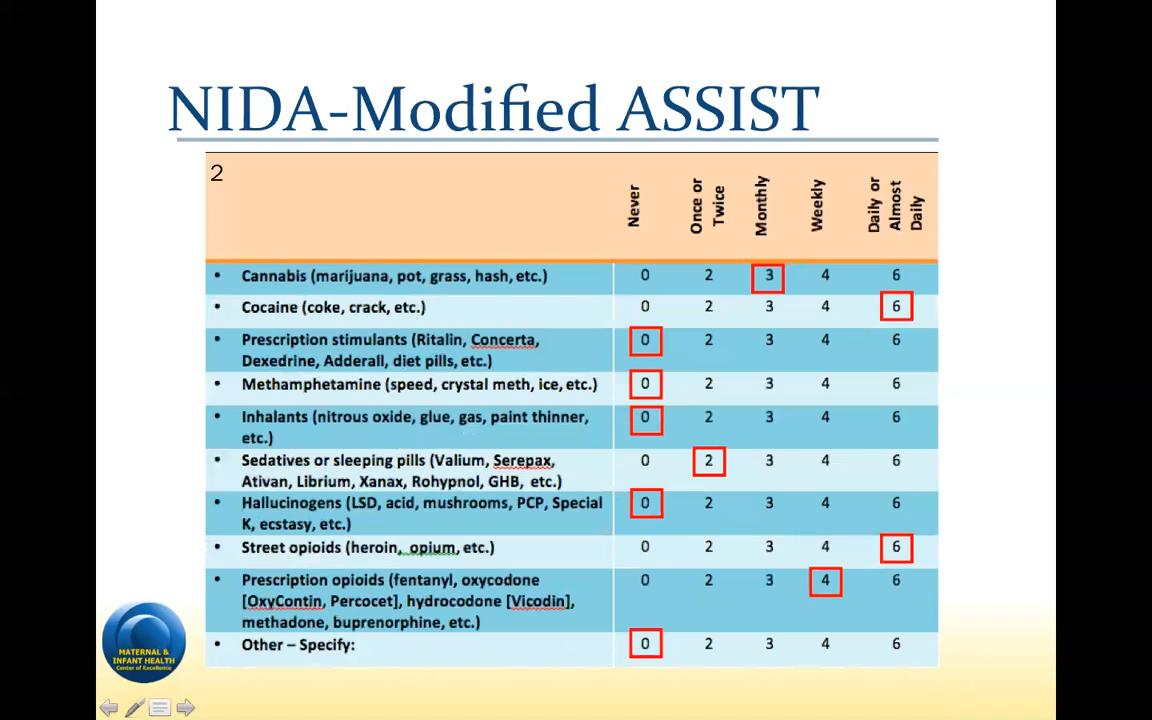 NIDA-Modified ASSIST
2
Never
Once or
Twice
Monthly
Weekly
Daily or
Almost
Daily
• Cannabis (marijuana, pot, grass, hash, etc.) 0 2 3 4 6
• Cocaine (coke, crack, etc.) 0 2 3 4 6
• Prescription stimulants (Ritalin, Concerta, 0 2 3 4 6
Dexedrine, Adderall, diet pills, etc.)
• Methamphetamine (speed, crystal meth, ice, etc.) 0 2 3 4 6
• Inhalants (nitrous oxide, glue, gas, paint thinner, 0 2 3 4 6
etc.)
• Sedatives or sleeping pills (Valium, Serepax, 0 2 3 4 6
Ativan, Librium, Xanax, Rohypnol, GHB, etc.)
• Hallucinogens (LSD, acid, mushrooms, PCP, Special 0 2 3 4 6
K, ecstasy, etc.)
• Street opioids (heroin, opium, etc.) 0 2 3 4 6
• Prescription opioids (fentanyl, oxycodone 0 2 3 4 6
[OxyContin, Percocet], hydrocodone [Vicodin],
methadone, buprenorphine, etc.)
• Other – Specify: 0 2 3 4 6
MATERNAL &
INFANT HEALTH
Center of Excellence